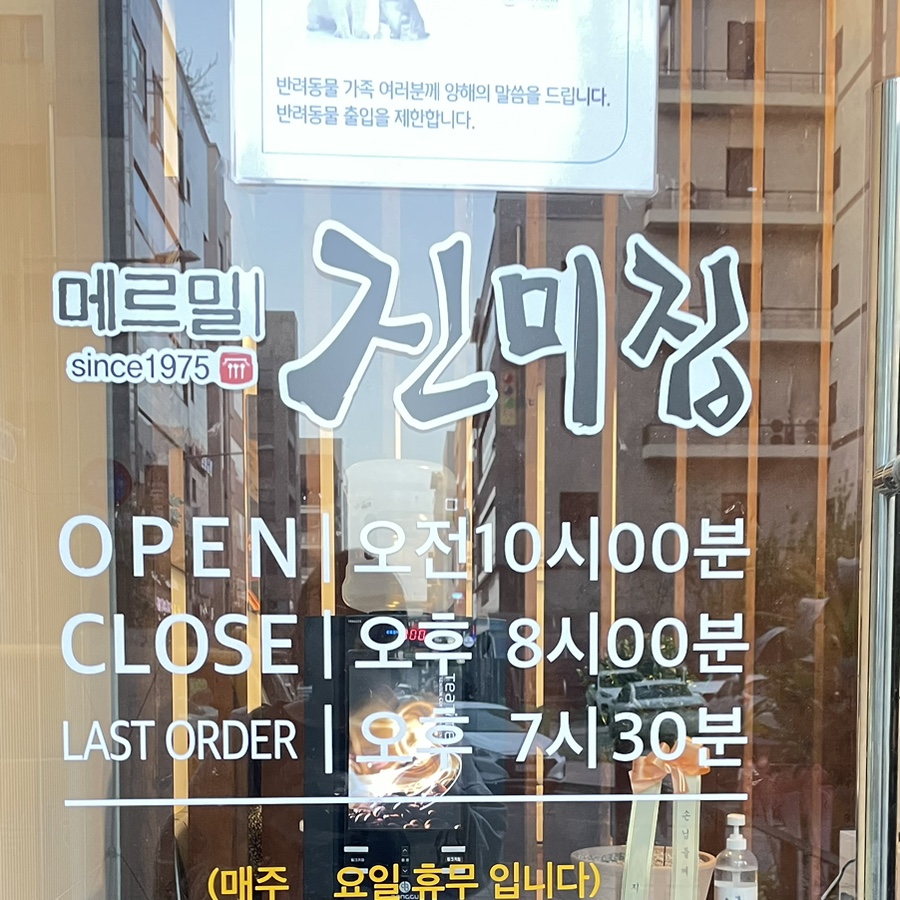 반려동물 가족 여러분께 양해의 말씀을 드립니다.
반려동물 출입을 제한합니다.
메르밀 진미집
since1975
OPEN | 오전10시00분
CLOSE | 오후 8시00분
LAST ORDER | 오후 7시30분
(매주 요일 휴무 입니다)